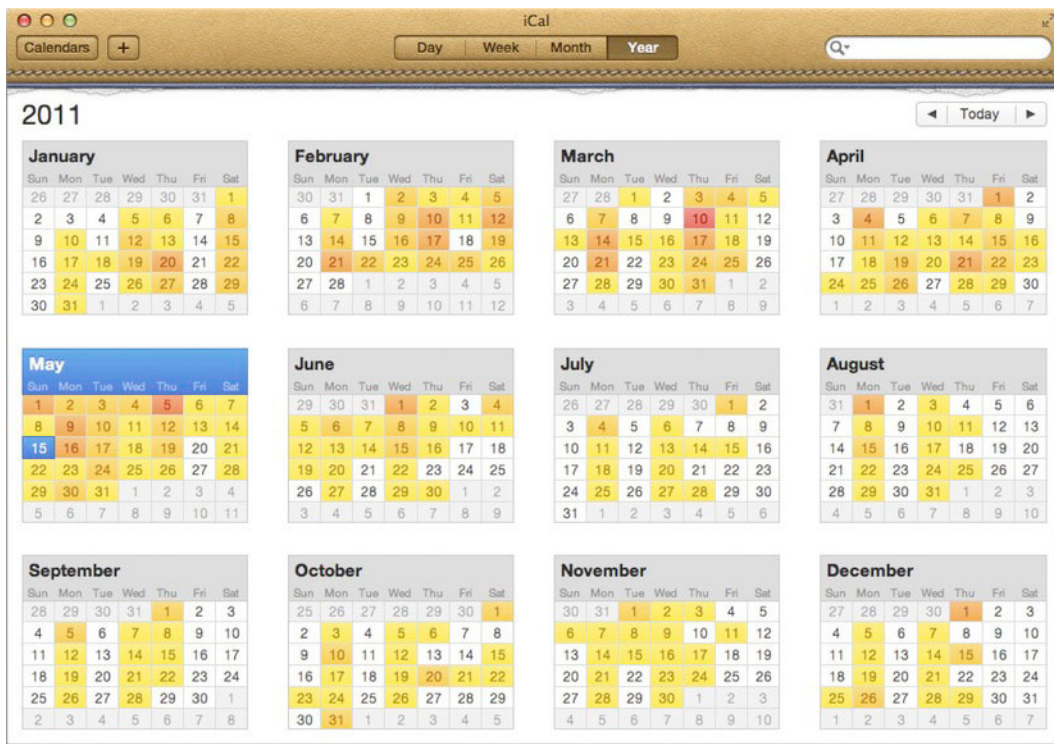 iCal
Calendars + Day Week Month Year
2011
Today
January
Sun Mon Tue Wed Thu Fri Sat
26 27 28 29 30 31 1
2 3 4 5 6 7 8
9 10 11 12 13 14 15
16 17 18 19 20 21 22
23 24 25 26 27 28 29
30 31 1 2 3 4 5
February
Sun Mon Tue Wed Thu Fri Sat
30 31 1 2 3 4 5
6 7 8 9 10 11 12
13 14 15 16 17 18 19
20 21 22 23 24 25 26
27 28 1 2 3 4 5
6 7 8 9 10 11 12
March
Sun Mon Tue Wed Thu Fri Sat
27 28 1 2 3 4 5
6 7 8 9 10 11 12
13 14 15 16 17 18 19
20 21 22 23 24 25 26
27 28 29 30 31 1 2
3 4 5 6 7 8 9
April
Sun Mon Tue Wed Thu Fri Sat
27 28 29 30 31 1 2
3 4 5 6 7 8 9
10 11 12 13 14 15 16
17 18 19 20 21 22 23
24 25 26 27 28 29 30
1 2 3 4 5 6 7
May
Sun Mon Tue Wed Thu Fri Sat
1 2 3 4 5 6 7
8 9 10 11 12 13 14
15 16 17 18 19 20 21
22 23 24 25 26 27 28
29 30 31 1 2 3 4
5 6 7 8 9 10 11
June
Sun Mon Tue Wed Thu Fri Sat
29 30 31 1 2 3 4
5 6 7 8 9 10 11
12 13 14 15 16 17 18
19 20 21 22 23 24 25
26 27 28 29 30 1 2
3 4 5 6 7 8 9
July
Sun Mon Tue Wed Thu Fri Sat
26 27 28 29 30 1 2
3 4 5 6 7 8 9
10 11 12 13 14 15 16
17 18 19 20 21 22 23
24 25 26 27 28 29 30
31 1 2 3 4 5 6
August
Sun Mon Tue Wed Thu Fri Sat
31 1 2 3 4 5 6
7 8 9 10 11 12 13
14 15 16 17 18 19 20
21 22 23 24 25 26 27
28 29 30 31 1 2 3
4 5 6 7 8 9 10
September
Sun Mon Tue Wed Thu Fri Sat
28 29 30 31 1 2 3
4 5 6 7 8 9 10
11 12 13 14 15 16 17
18 19 20 21 22 23 24
25 26 27 28 29 30 1
2 3 4 5 6 7 8
October
Sun Mon Tue Wed Thu Fri Sat
25 26 27 28 29 30 1
2 3 4 5 6 7 8
9 10 11 12 13 14 15
16 17 18 19 20 21 22
23 24 25 26 27 28 29
30 31 1 2 3 4 5
November
Sun Mon Tue Wed Thu Fri Sat
30 31 1 2 3 4 5
6 7 8 9 10 11 12
13 14 15 16 17 18 19
20 21 22 23 24 25 26
27 28 29 30 1 2 3
4 5 6 7 8 9 10
December
Sun Mon Tue Wed Thu Fri Sat
27 28 29 30 1 2 3
4 5 6 7 8 9 10
11 12 13 14 15 16 17
18 19 20 21 22 23 24
25 26 27 28 29 30 31
1 2 3 4 5 6 7